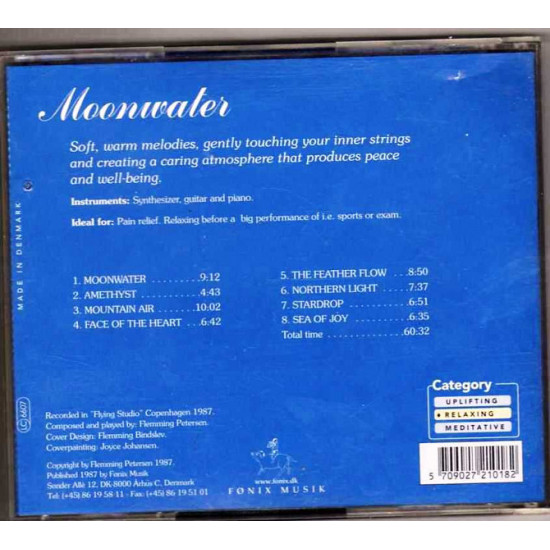 Moonwater
Soft, warm melodies, gently touching your inner strings
and creating a caring atmosphere that produces peace
and well-being.
Instruments: Synthesizer, guitar and piano.
Ideal for: Pain relief. Relaxing before a big performance of i.e. sports or exam.
1. MOONWATER ......... 9:12
2. AMETHYST .......... 4:43
3. MOUNTAIN AIR ....... 10:02
4. FACE OF THE HEART ... 6:42
5. THE FEATHER FLOW ... 8:50
6. NORTHERN LIGHT ..... 7:37
7. STARDROP .......... 6:51
8. SEA OF JOY ......... 6:35
Total time ............. 60:32
MADE IN DENMARK
LC 6607
Recorded in "Flying Studio" Copenhagen 1987.
Composed and played by: Flemming Petersen.
Cover Design: Flemming Bindslev.
Coverpainting: Joyce Johansen.
Copyright by Flemming Petersen 1987.
Published 1987 by Fønix Musik
Sønder Allé 12, DK-8000 Århus C, Denmark
Tel: (+45) 86 19 58 11 · Fax: (+45) 86 19 51 01
www.fonix.dk
FØNIX MUSIK
Category
UPLIFTING
• RELAXING
MEDITATIVE
5 709027 210182